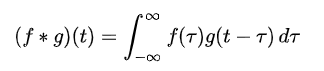 (f * g)(t) = ∫_{-∞}^{∞} f(τ)g(t − τ) dτ